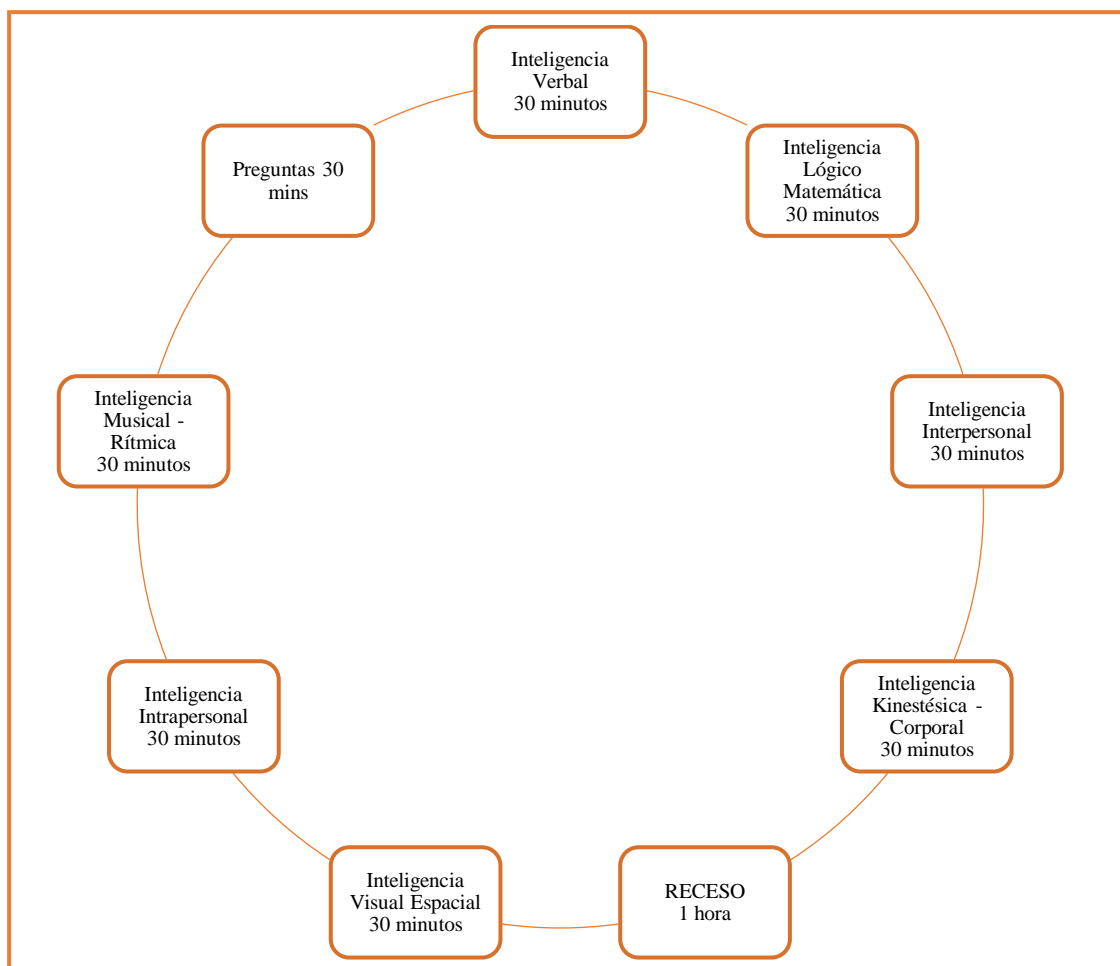 Inteligencia
Verbal
30 minutos
Inteligencia
Lógico
Matemática
30 minutos
Inteligencia
Interpersonal
30 minutos
Inteligencia
Kinestésica -
Corporal
30 minutos
RECESO
1 hora
Inteligencia
Visual Espacial
30 minutos
Inteligencia
Intrapersonal
30 minutos
Inteligencia
Musical -
Rítmica
30 minutos
Preguntas 30
mins